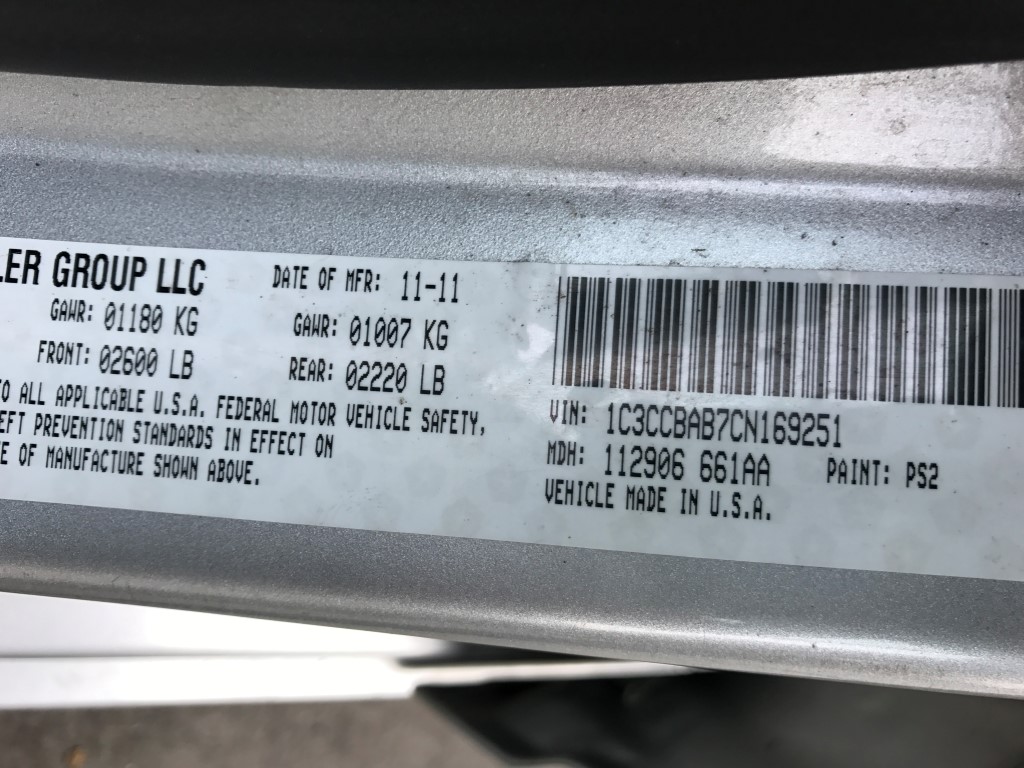 LER GROUP LLC DATE OF MFR: 11-11
GAWR: 01180 KG GAWR: 01007 KG
FRONT: 02600 LB REAR: 02220 LB
TO ALL APPLICABLE U.S.A. FEDERAL MOTOR VEHICLE SAFETY,
EFT PREVENTION STANDARDS IN EFFECT ON
E OF MANUFACTURE SHOWN ABOVE.
VIN: 1C3CCBAB7CN169251
MDH: 112906 661AA PAINT: PS2
VEHICLE MADE IN U.S.A.